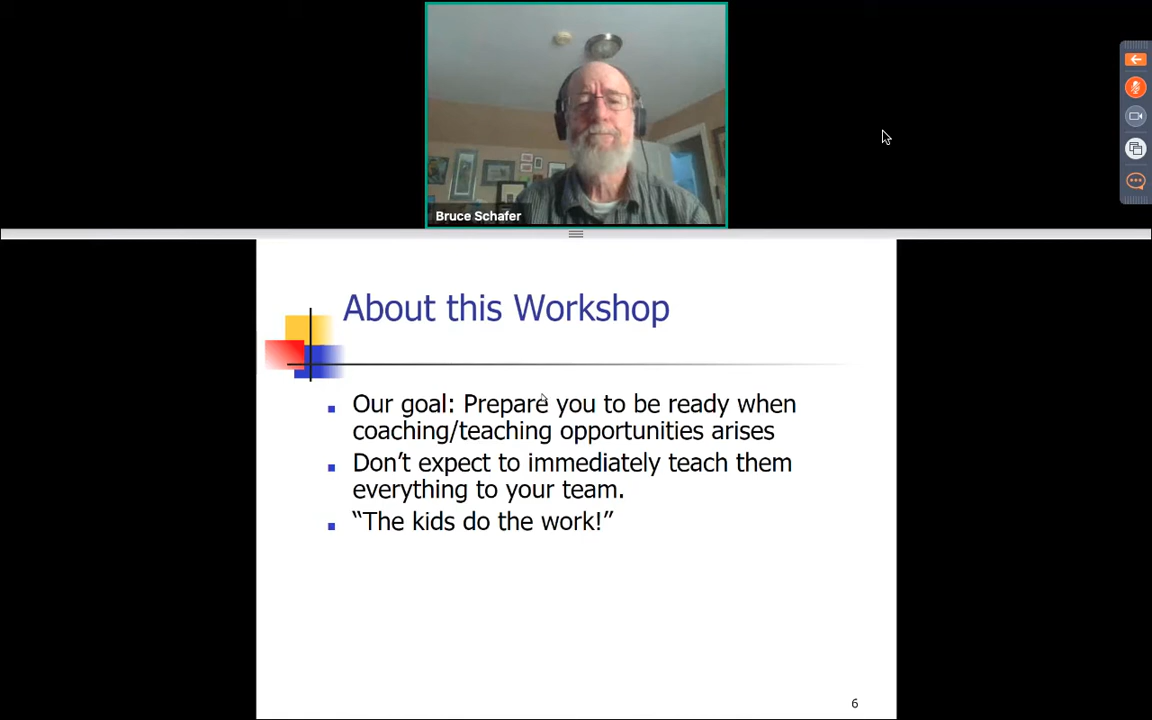 Bruce Schafer
About this Workshop
Our goal: Prepare you to be ready when
coaching/teaching opportunities arises
Don’t expect to immediately teach them
everything to your team.
“The kids do the work!”
6